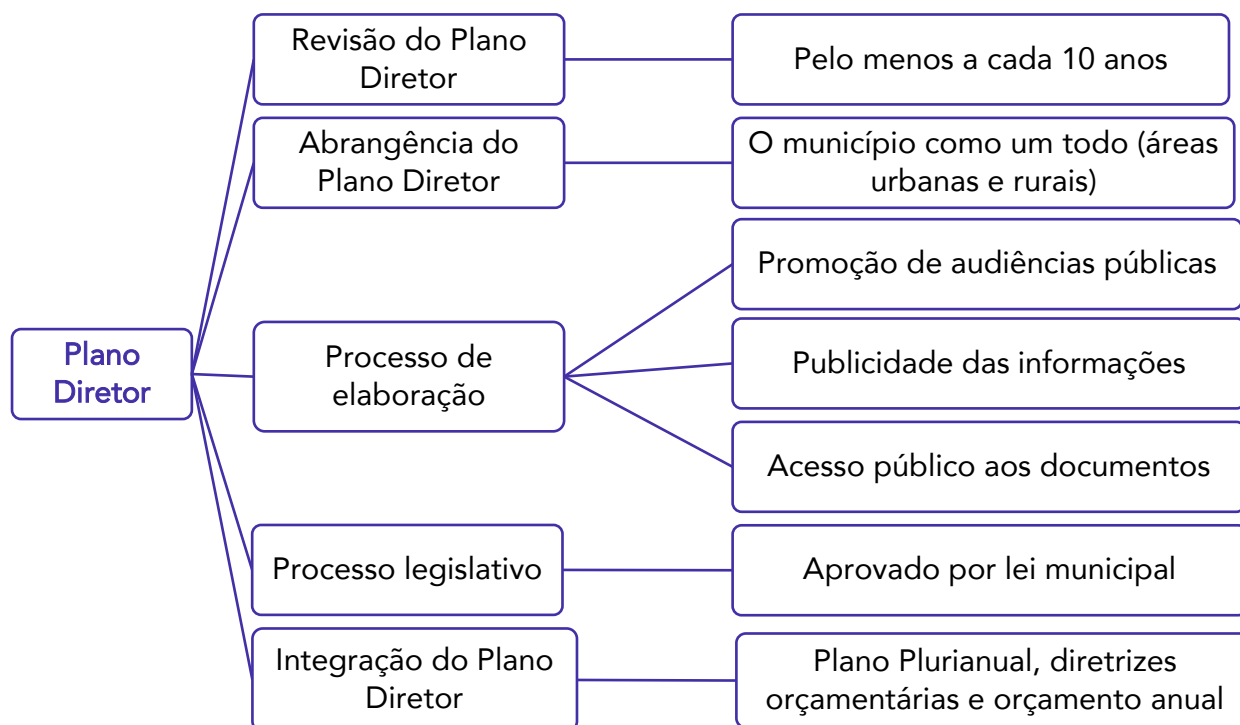 Plano
Diretor
Revisão do Plano
Diretor
Pelo menos a cada 10 anos
Abrangência do
Plano Diretor
O município como um todo (áreas
urbanas e rurais)
Processo de
elaboração
Promoção de audiências públicas
Publicidade das informações
Acesso público aos documentos
Processo legislativo
Aprovado por lei municipal
Integração do Plano
Diretor
Plano Plurianual, diretrizes
orçamentárias e orçamento anual